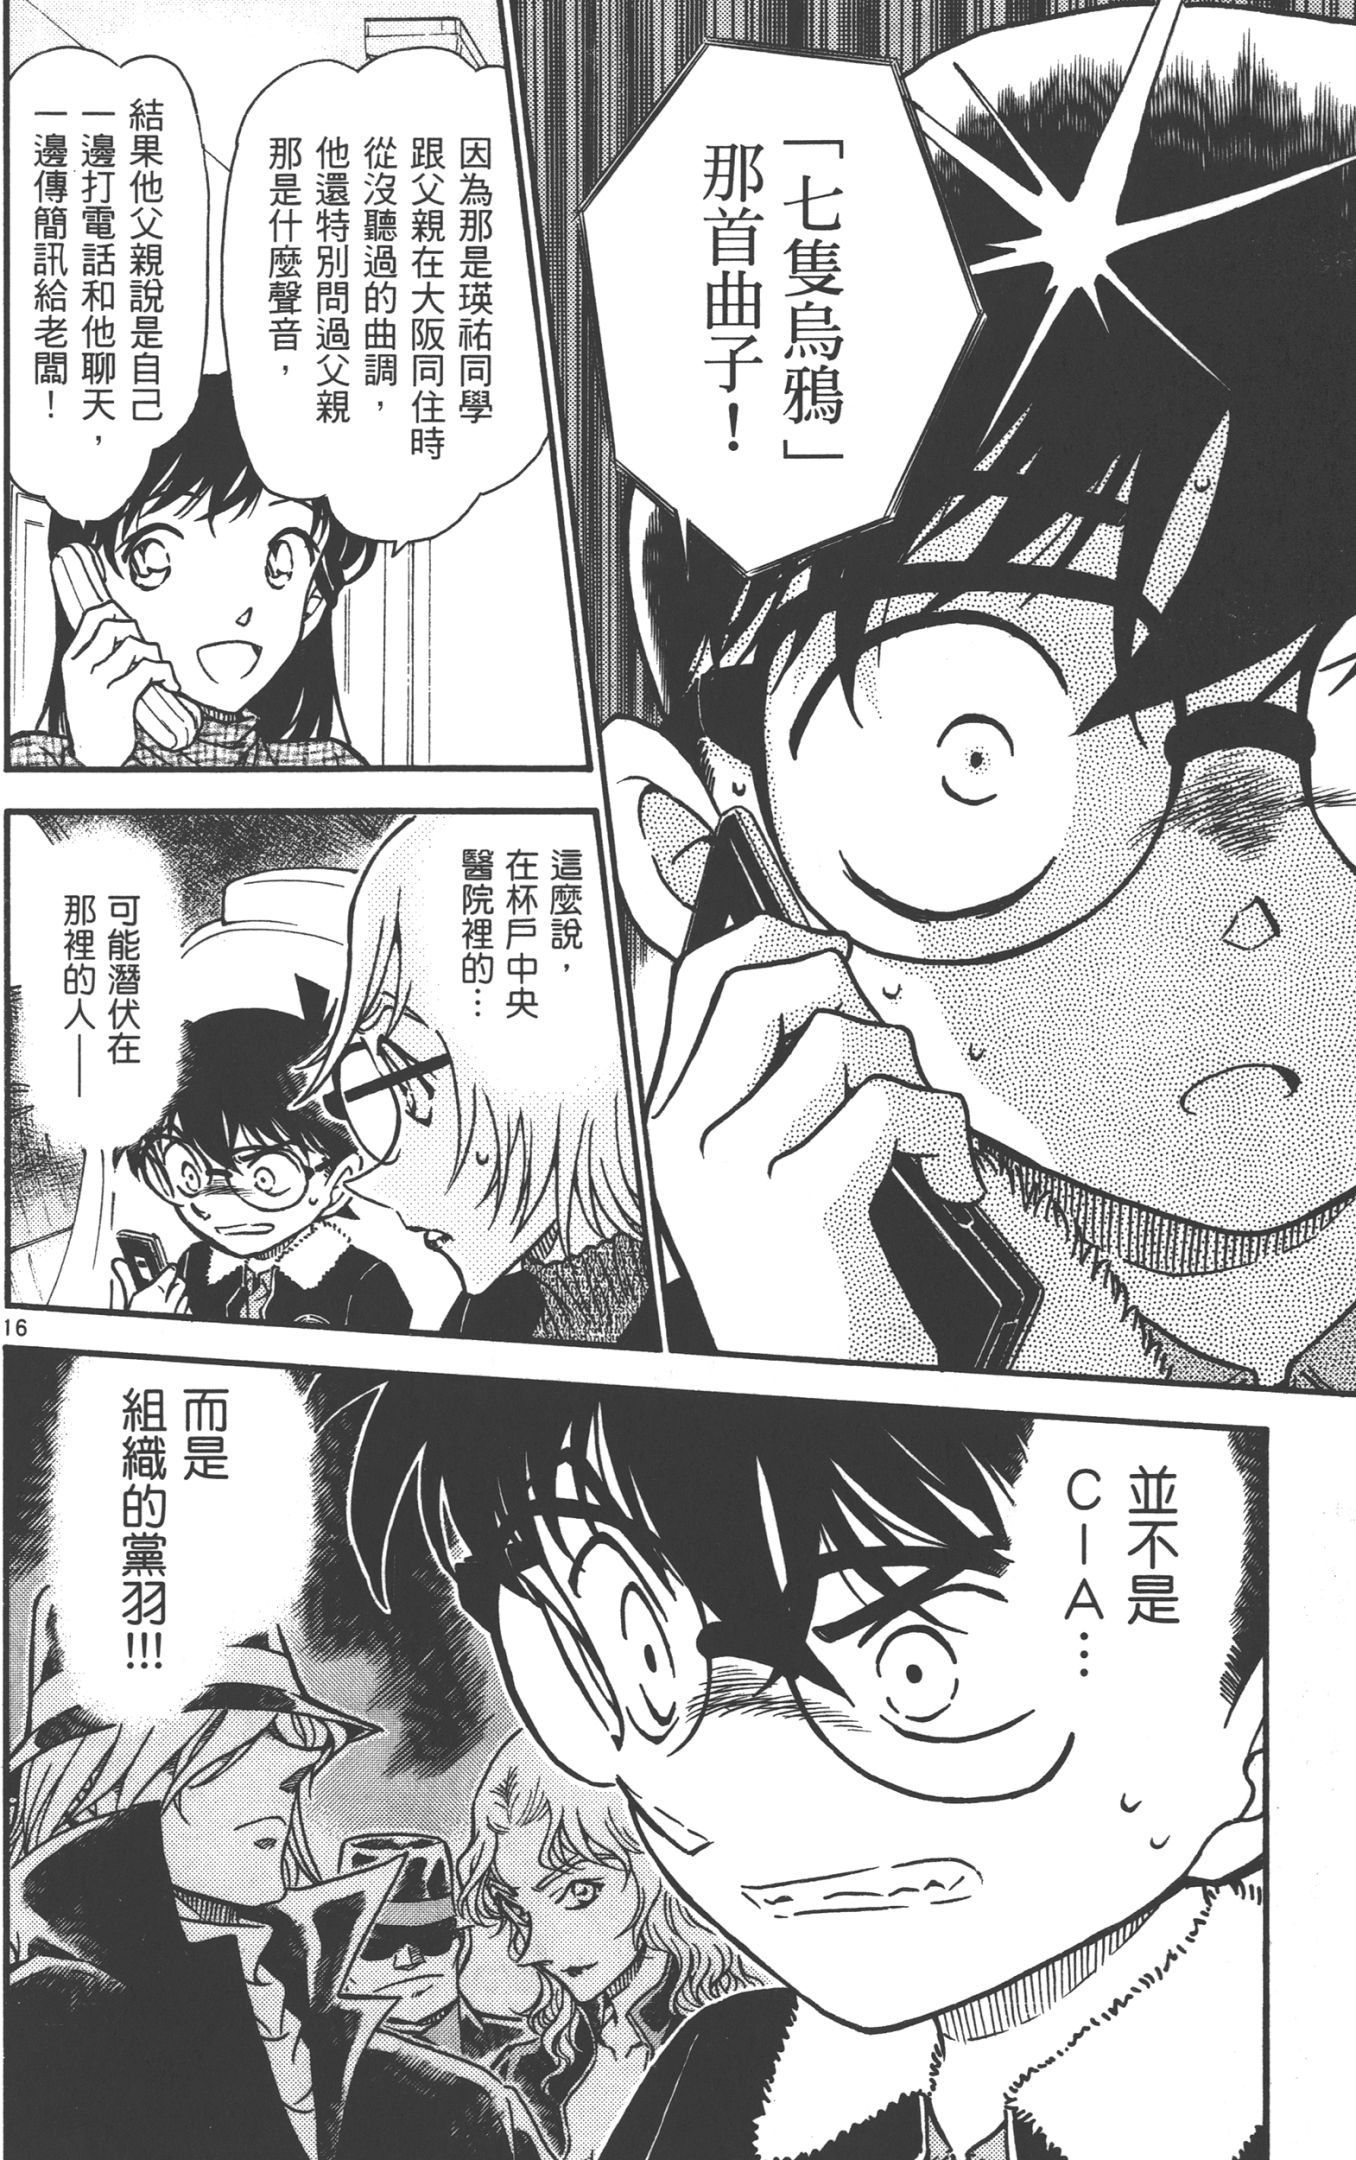 「七隻烏鴉」
那首曲子！
因為那是瑛祐同學
跟父親在大阪同住時
從沒聽過的曲調，
他還特別問過父親
那是什麼聲音，
結果他父親說是自己
一邊打電話和他聊天，
一邊傳簡訊給老闆！
這麼說，
在杯戶中央
醫院裡的…
可能潛伏在
那裡的人——
16
並不是
CIA…
而是
組織的黨羽!!!